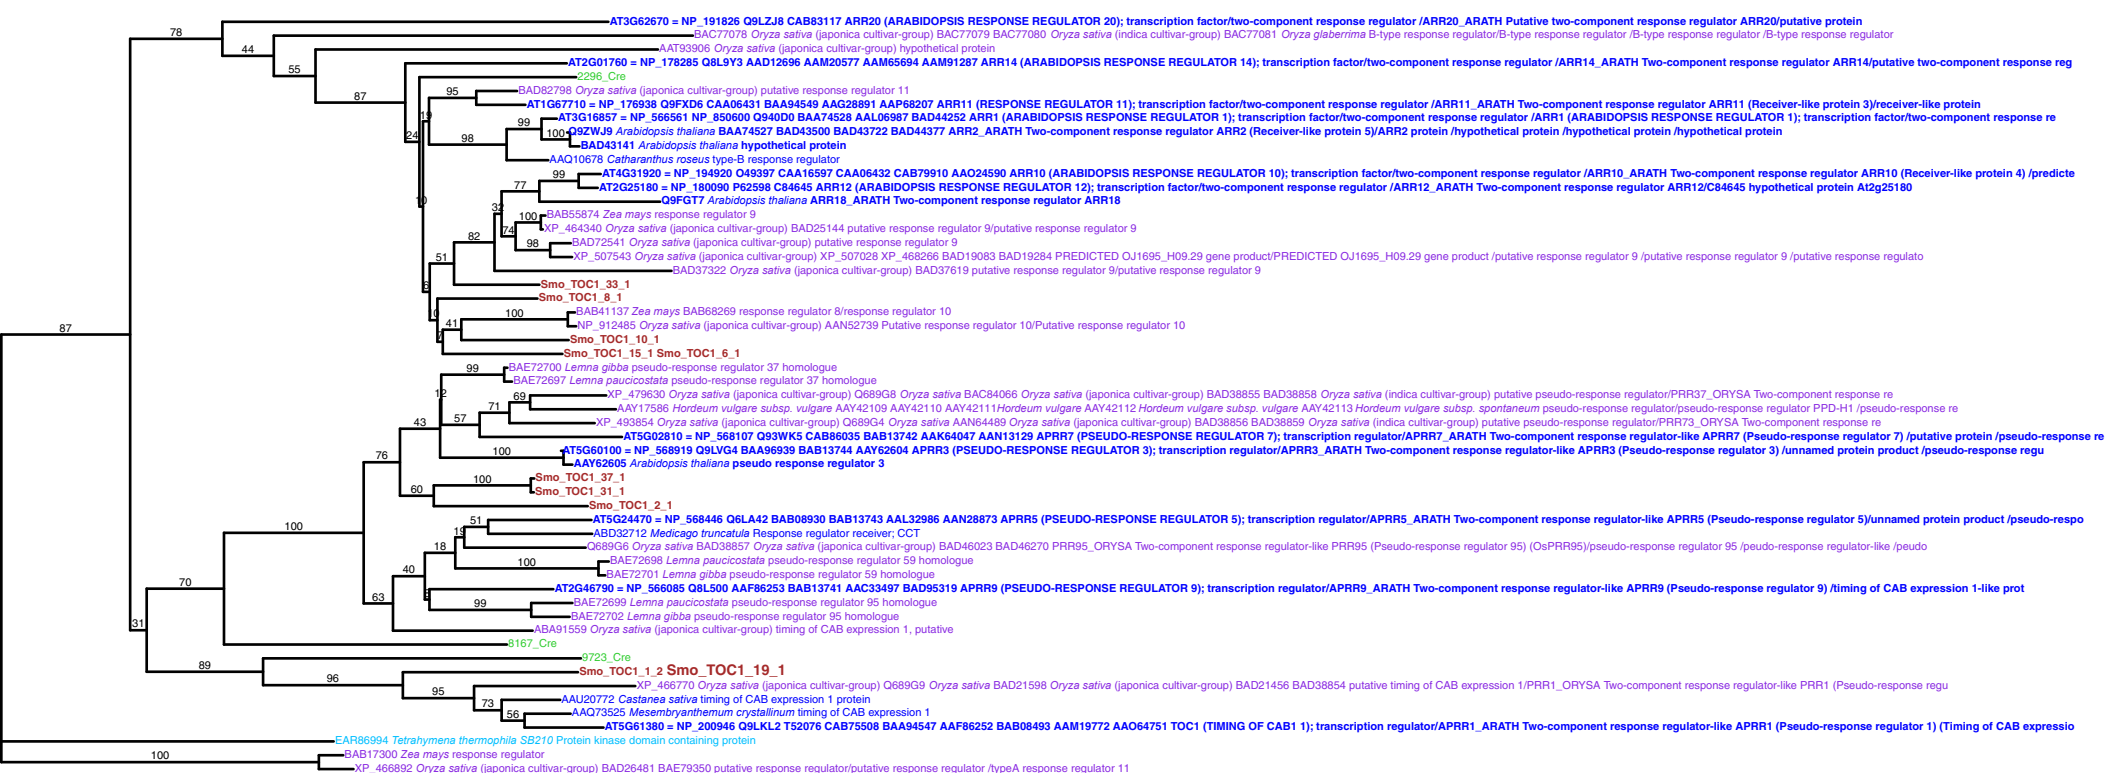 AT3G62670 = NP_191826 Q9LZJ8 CAB83117 ARR20 (ARABIDOPSIS RESPONSE REGULATOR 20); transcription factor/two-component response regulator /ARR20_ARATH Putative two-component response regulator ARR20/putative protein
78
BAC77078 Oryza sativa (japonica cultivar-group) BAC77079 BAC77080 Oryza sativa (indica cultivar-group) BAC77081 Oryza glaberrima B-type response regulator/B-type response regulator /B-type response regulator /B-type response regulator
44
AAT93906 Oryza sativa (japonica cultivar-group) hypothetical protein
AT2G01760 = NP_178285 Q8L9Y3 AAD12696 AAM20577 AAM65694 AAM91287 ARR14 (ARABIDOPSIS RESPONSE REGULATOR 14); transcription factor/two-component response regulator /ARR14_ARATH Two-component response regulator ARR14/putative two-component response reg
55
2296_Cre
BAD82798 Oryza sativa (japonica cultivar-group) putative response regulator 11
95
87
AT1G67710 = NP_176938 Q9FXD6 CAA06431 BAA94549 AAG28891 AAP68207 ARR11 (RESPONSE REGULATOR 11); transcription factor/two-component response regulator /ARR11_ARATH Two-component response regulator ARR11 (Receiver-like protein 3)/receiver-like protein
19
AT3G16857 = NP_566561 NP_850600 Q940D0 BAA74528 AAL06987 BAD44252 ARR1 (ARABIDOPSIS RESPONSE REGULATOR 1); transcription factor/two-component response regulator /ARR1 (ARABIDOPSIS RESPONSE REGULATOR 1); transcription factor/two-component response re
99
24
98
100
Q9ZWJ9 Arabidopsis thaliana BAA74527 BAD43500 BAD43722 BAD44377 ARR2_ARATH Two-component response regulator ARR2 (Receiver-like protein 5)/ARR2 protein /hypothetical protein /hypothetical protein /hypothetical protein
BAD43141 Arabidopsis thaliana hypothetical protein
AAQ10678 Catharanthus roseus type-B response regulator
AT4G31920 = NP_194920 O49397 CAA16597 CAA06432 CAB79910 AAO24590 ARR10 (ARABIDOPSIS RESPONSE REGULATOR 10); transcription factor/two-component response regulator /ARR10_ARATH Two-component response regulator ARR10 (Receiver-like protein 4) /predicte
99
77
AT2G25180 = NP_180090 P62598 C84645 ARR12 (ARABIDOPSIS RESPONSE REGULATOR 12); transcription factor/two-component response regulator /ARR12_ARATH Two-component response regulator ARR12/C84645 hypothetical protein At2g25180
10
Q9FGT7 Arabidopsis thaliana ARR18_ARATH Two-component response regulator ARR18
32
100
BAB55874 Zea mays response regulator 9
74
XP_464340 Oryza sativa (japonica cultivar-group) BAD25144 putative response regulator 9/putative response regulator 9
82
98
BAD72541 Oryza sativa (japonica cultivar-group) putative response regulator 9
XP_507543 Oryza sativa (japonica cultivar-group) XP_507028 XP_468266 BAD19083 BAD19284 PREDICTED OJ1695_H09.29 gene product/PREDICTED OJ1695_H09.29 gene product /putative response regulator 9 /putative response regulator 9 /putative regulato
51
BAD37322 Oryza sativa (japonica cultivar-group) BAD37619 putative response regulator 9/putative response regulator 9
Smo_TOC1_33_1
Smo_TOC1_8_1
BAB41137 Zea mays BAB68269 response regulator 8/response regulator 10
100
41
NP_912485 Oryza sativa (japonica cultivar-group) AAN52739 Putative response regulator 10/Putative response regulator 10
Smo_TOC1_10_1
87
Smo_TOC1_15_1 Smo_TOC1_6_1
BAE72700 Lemna gibba pseudo-response regulator 37 homologue
99
BAE72697 Lemna paucicostata pseudo-response regulator 37 homologue
12
69
XP_479630 Oryza sativa (japonica cultivar-group) Q689G8 Oryza sativa BAC84066 Oryza sativa (japonica cultivar-group) BAD38855 BAD38858 Oryza sativa (indica cultivar-group) putative pseudo-response regulator/PRR37_ORYSA Two-component response re
71
AAY17586 Hordeum vulgare subsp. vulgare AAY42109 AAY42110 AAY42111Hordeum vulgare AAY42112 Hordeum vulgare subsp. vulgare AAY42113 Hordeum vulgare subsp. spontaneum pseudo-response regulator/pseudo-response regulator PPD-H1 /pseudo-response re
43
57
XP_493854 Oryza sativa (japonica cultivar-group) Q689G4 Oryza sativa AAN64489 Oryza sativa (japonica cultivar-group) BAD38856 BAD38859 Oryza sativa (indica cultivar-group) putative pseudo-response regulator/PRR73_ORYSA Two-component response re
AT5G02810 = NP_568107 Q93WK5 CAB86035 BAB13742 AAK64047 AAN13129 APRR7 (PSEUDO-RESPONSE REGULATOR 7); transcription regulator/APRR7_ARATH Two-component response regulator-like APRR7 (Pseudo-response regulator 7) /putative protein /pseudo-response re
AT5G60100 = NP_568919 Q9LVG4 BAA96939 BAB13744 AAY62604 APRR3 (PSEUDO-RESPONSE REGULATOR 3); transcription regulator/APRR3_ARATH Two-component response regulator-like APRR3 (Pseudo-response regulator 3) /unnamed protein product /pseudo-response regu
76
100
AAY62605 Arabidopsis thaliana pseudo response regulator 3
100
Smo_TOC1_37_1
60
Smo_TOC1_31_1
Smo_TOC1_2_1
51
AT5G24470 = NP_568446 Q6LA42 BAB08930 BAB13743 AAL32986 AAN28873 APRR5 (PSEUDO-RESPONSE REGULATOR 5); transcription regulator/APRR5_ARATH Two-component response regulator-like APRR5 (Pseudo-response regulator 5)/unnamed protein product /pseudo-respo
100
ABD32712 Medicago truncatula Response regulator receiver; CCT
18
Q689G6 Oryza sativa BAD38857 Oryza sativa (japonica cultivar-group) BAD46023 BAD46270 PRR95_ORYSA Two-component response regulator-like PRR95 (Pseudo-response regulator 95) (OsPRR95)/pseudo-response regulator 95 /peudo-response regulator-like /peudo
100
BAE72698 Lemna paucicostata pseudo-response regulator 59 homologue
40
BAE72701 Lemna gibba pseudo-response regulator 59 homologue
70
AT2G46790 = NP_566085 Q8L500 AAF86253 BAB13741 AAC33497 BAD95319 APRR9 (PSEUDO-RESPONSE REGULATOR 9); transcription regulator/APRR9_ARATH Two-component response regulator-like APRR9 (Pseudo-response regulator 9) /timing of CAB expression 1-like prot
63
99
BAE72699 Lemna paucicostata pseudo-response regulator 95 homologue
BAE72702 Lemna gibba pseudo-response regulator 95 homologue
31
ABA91559 Oryza sativa (japonica cultivar-group) timing of CAB expression 1, putative
8167_Cre
9723_Cre
89
Smo_TOC1_1_2 Smo_TOC1_19_1
96
XP_466770 Oryza sativa (japonica cultivar-group) Q689G9 Oryza sativa BAD21598 Oryza sativa (japonica cultivar-group) BAD21456 BAD38854 putative timing of CAB expression 1/PRR1_ORYSA Two-component response regulator-like PRR1 (Pseudo-response regu
95
AAU20772 Castanea sativa timing of CAB expression 1 protein
73
AAQ73525 Mesembryanthemum crystallinum timing of CAB expression 1
56
AT5G61380 = NP_200946 Q9LKL2 T52076 CAB75508 BAA94547 AAF86252 BAB08493 AAM19772 AAO64751 TOC1 (TIMING OF CAB1 1); transcription regulator/APRR1_ARATH Two-component response regulator-like APRR1 (Pseudo-response regulator 1) (Timing of CAB expressio
EAR86994 Tetrahymena thermophila SB210 Protein kinase domain containing protein
100
BAB17300 Zea mays response regulator
XP_466892 Oryza sativa (japonica cultivar-group) BAD26481 BAE79350 putative response regulator/putative response regulator /typeA response regulator 11